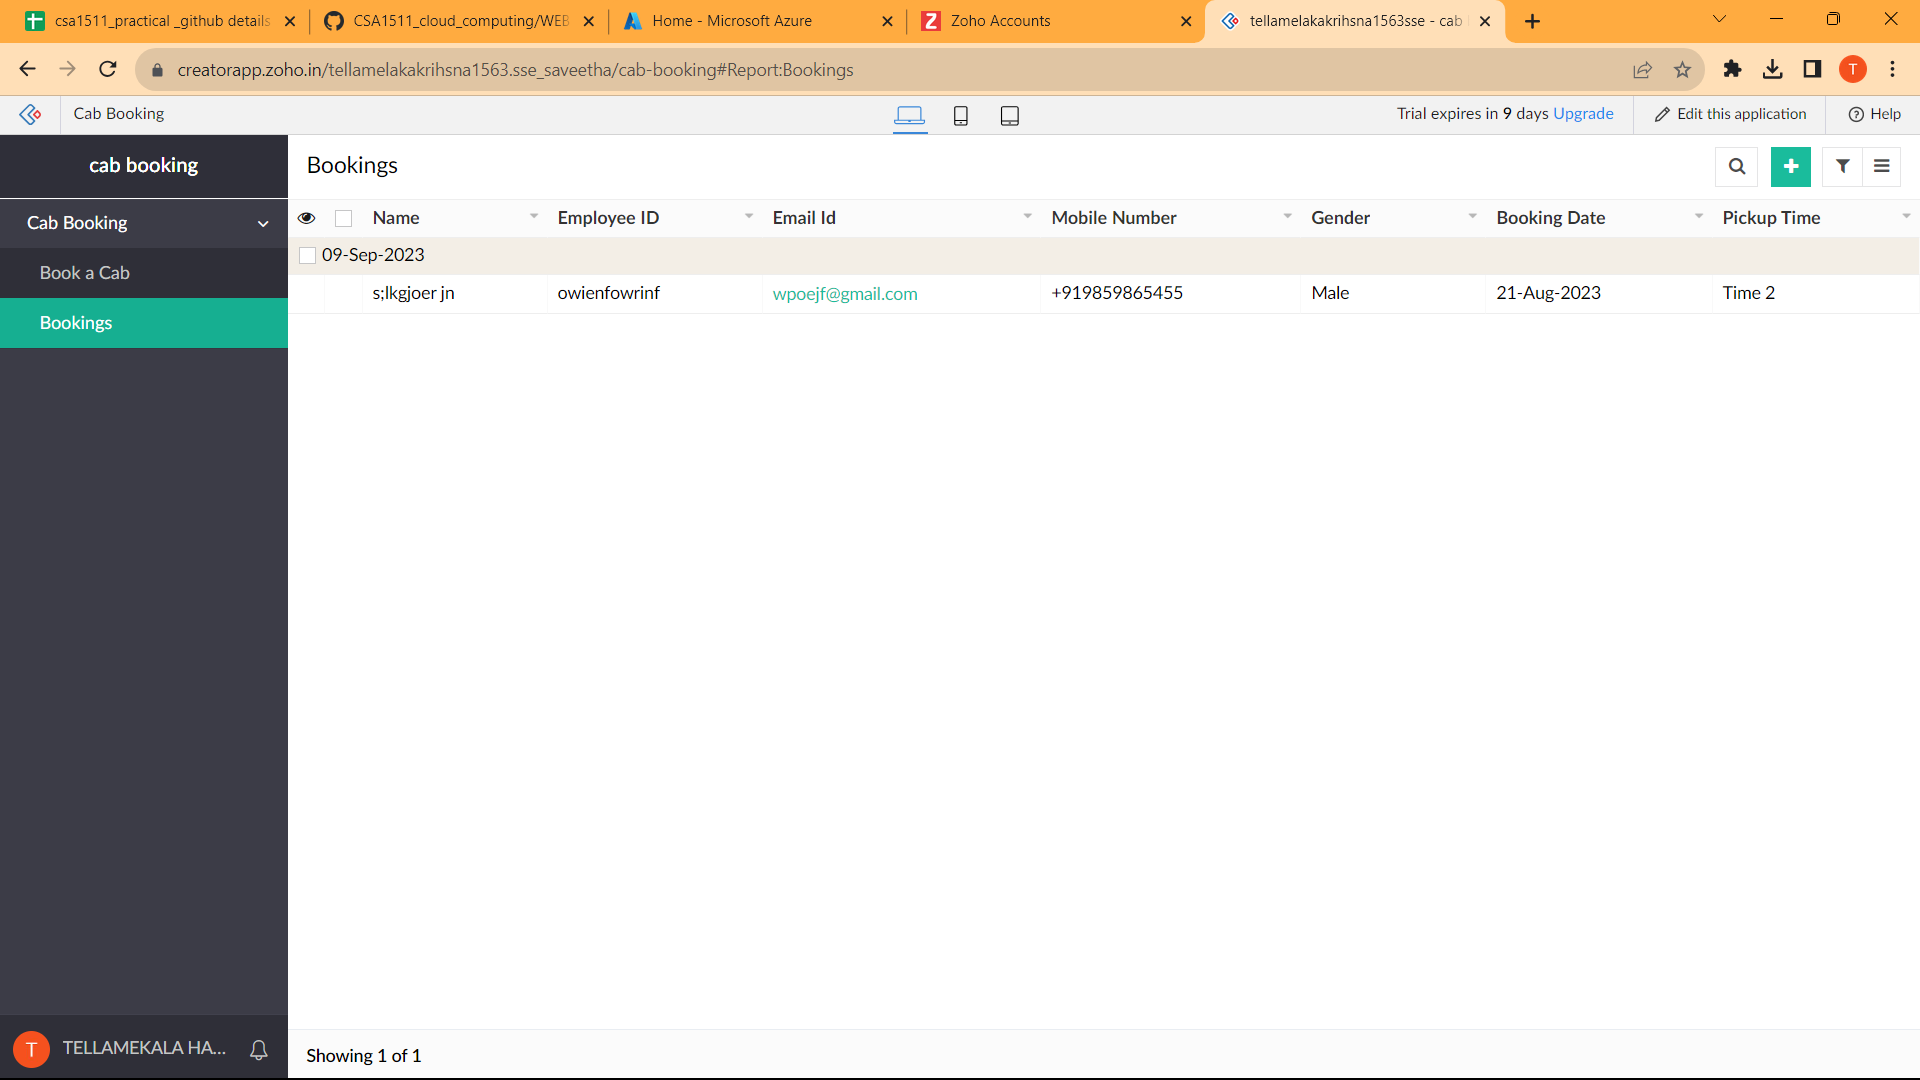 csa1511_practical _github details
CSA1511_cloud_computing/WEB
Home - Microsoft Azure
Zoho Accounts
tellamelakakrihsna1563sse - cab
creatorapp.zoho.in/tellamelakakrihsna1563.sse_saveetha/cab-booking#Report:Bookings
T
Cab Booking
Trial expires in 9 days Upgrade
Edit this application
Help
cab booking
Cab Booking
Book a Cab
Bookings
Bookings
Name Employee ID Email Id Mobile Number Gender Booking Date Pickup Time
09-Sep-2023
s;lkgjoer jn owienfowrinf wpoejf@gmail.com +919859865455 Male 21-Aug-2023 Time 2
T TELLAMEKALA HA...
Showing 1 of 1